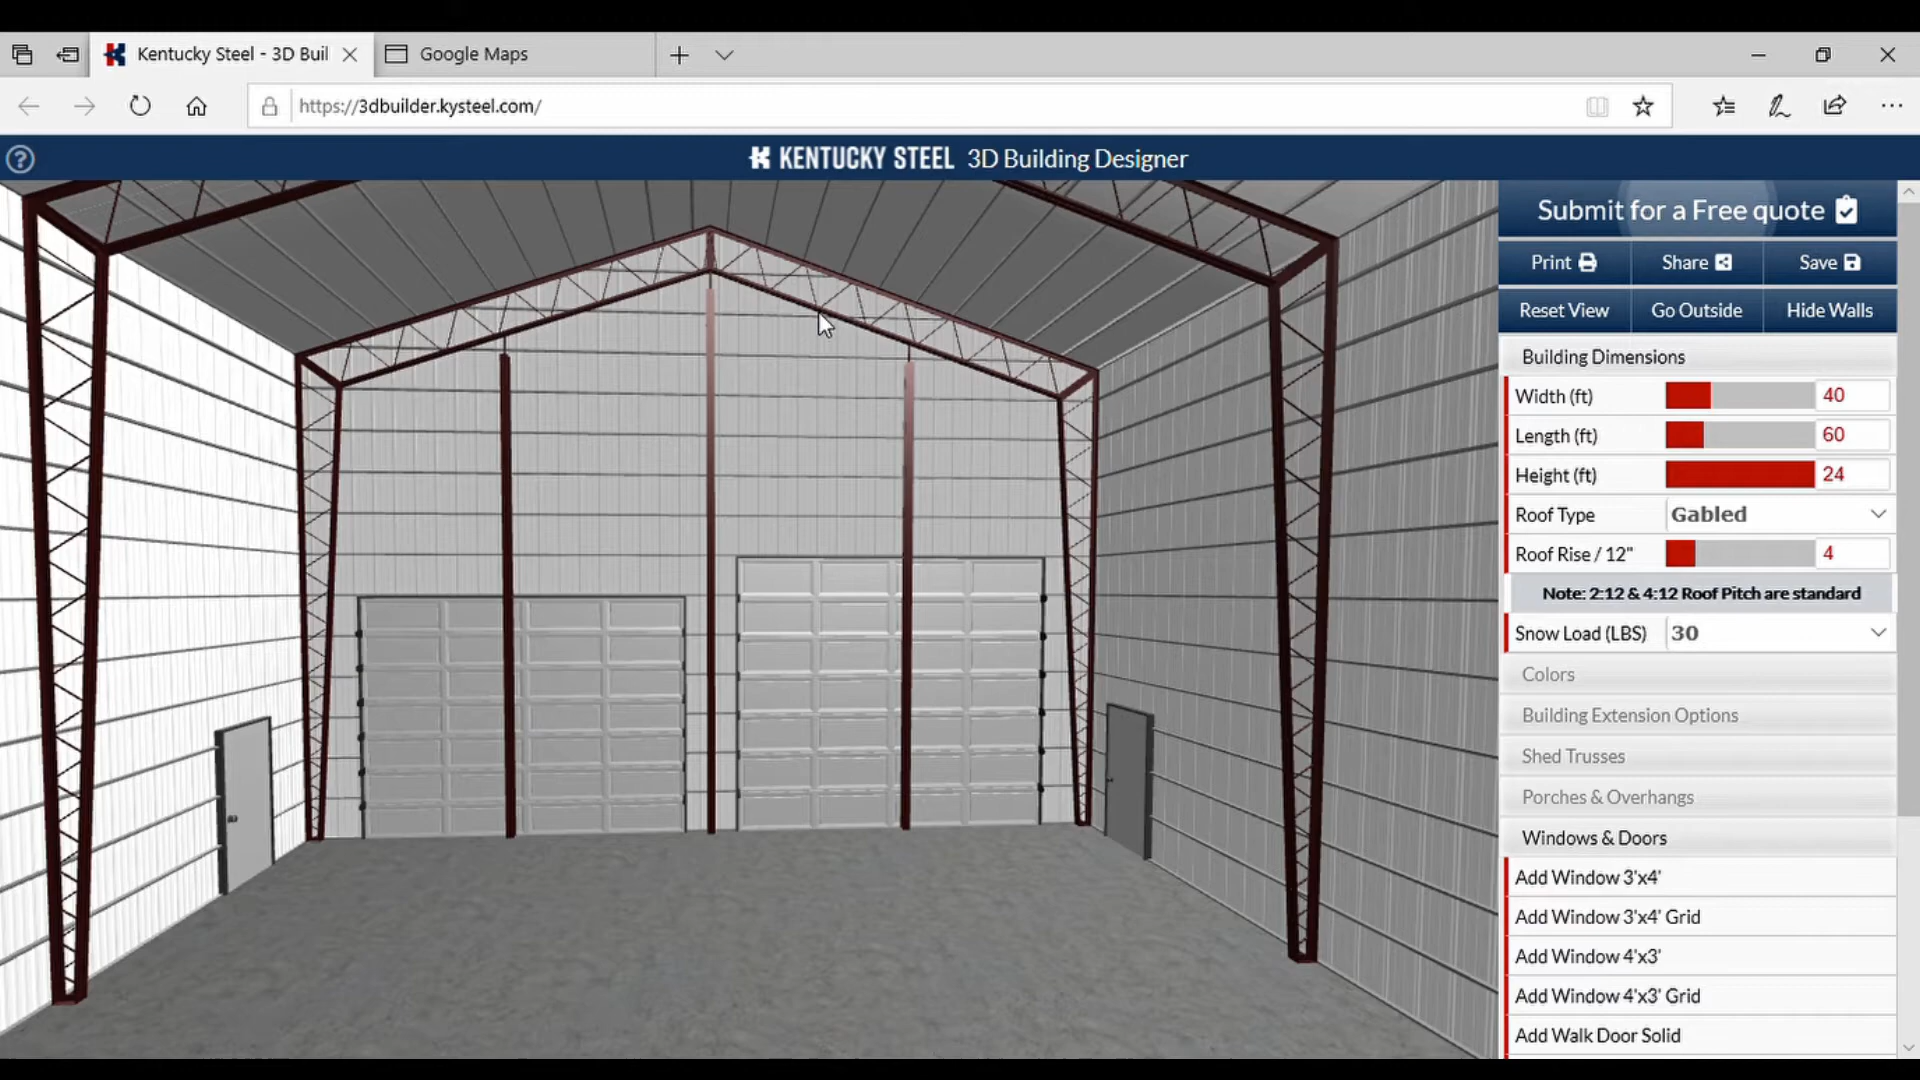 Kentucky Steel - 3D Buil
Google Maps
https://3dbuilder.kysteel.com/
KENTUCKY STEEL 3D Building Designer
Submit for a Free quote
Print
Share
Save
Reset View
Go Outside
Hide Walls
Building Dimensions
Width (ft) 40
Length (ft) 60
Height (ft) 24
Roof Type Gabled
Roof Rise / 12" 4
Note: 2:12 & 4:12 Roof Pitch are standard
Snow Load (LBS) 30
Colors
Building Extension Options
Shed Trusses
Porches & Overhangs
Windows & Doors
Add Window 3'x4'
Add Window 3'x4' Grid
Add Window 4'x3'
Add Window 4'x3' Grid
Add Walk Door Solid